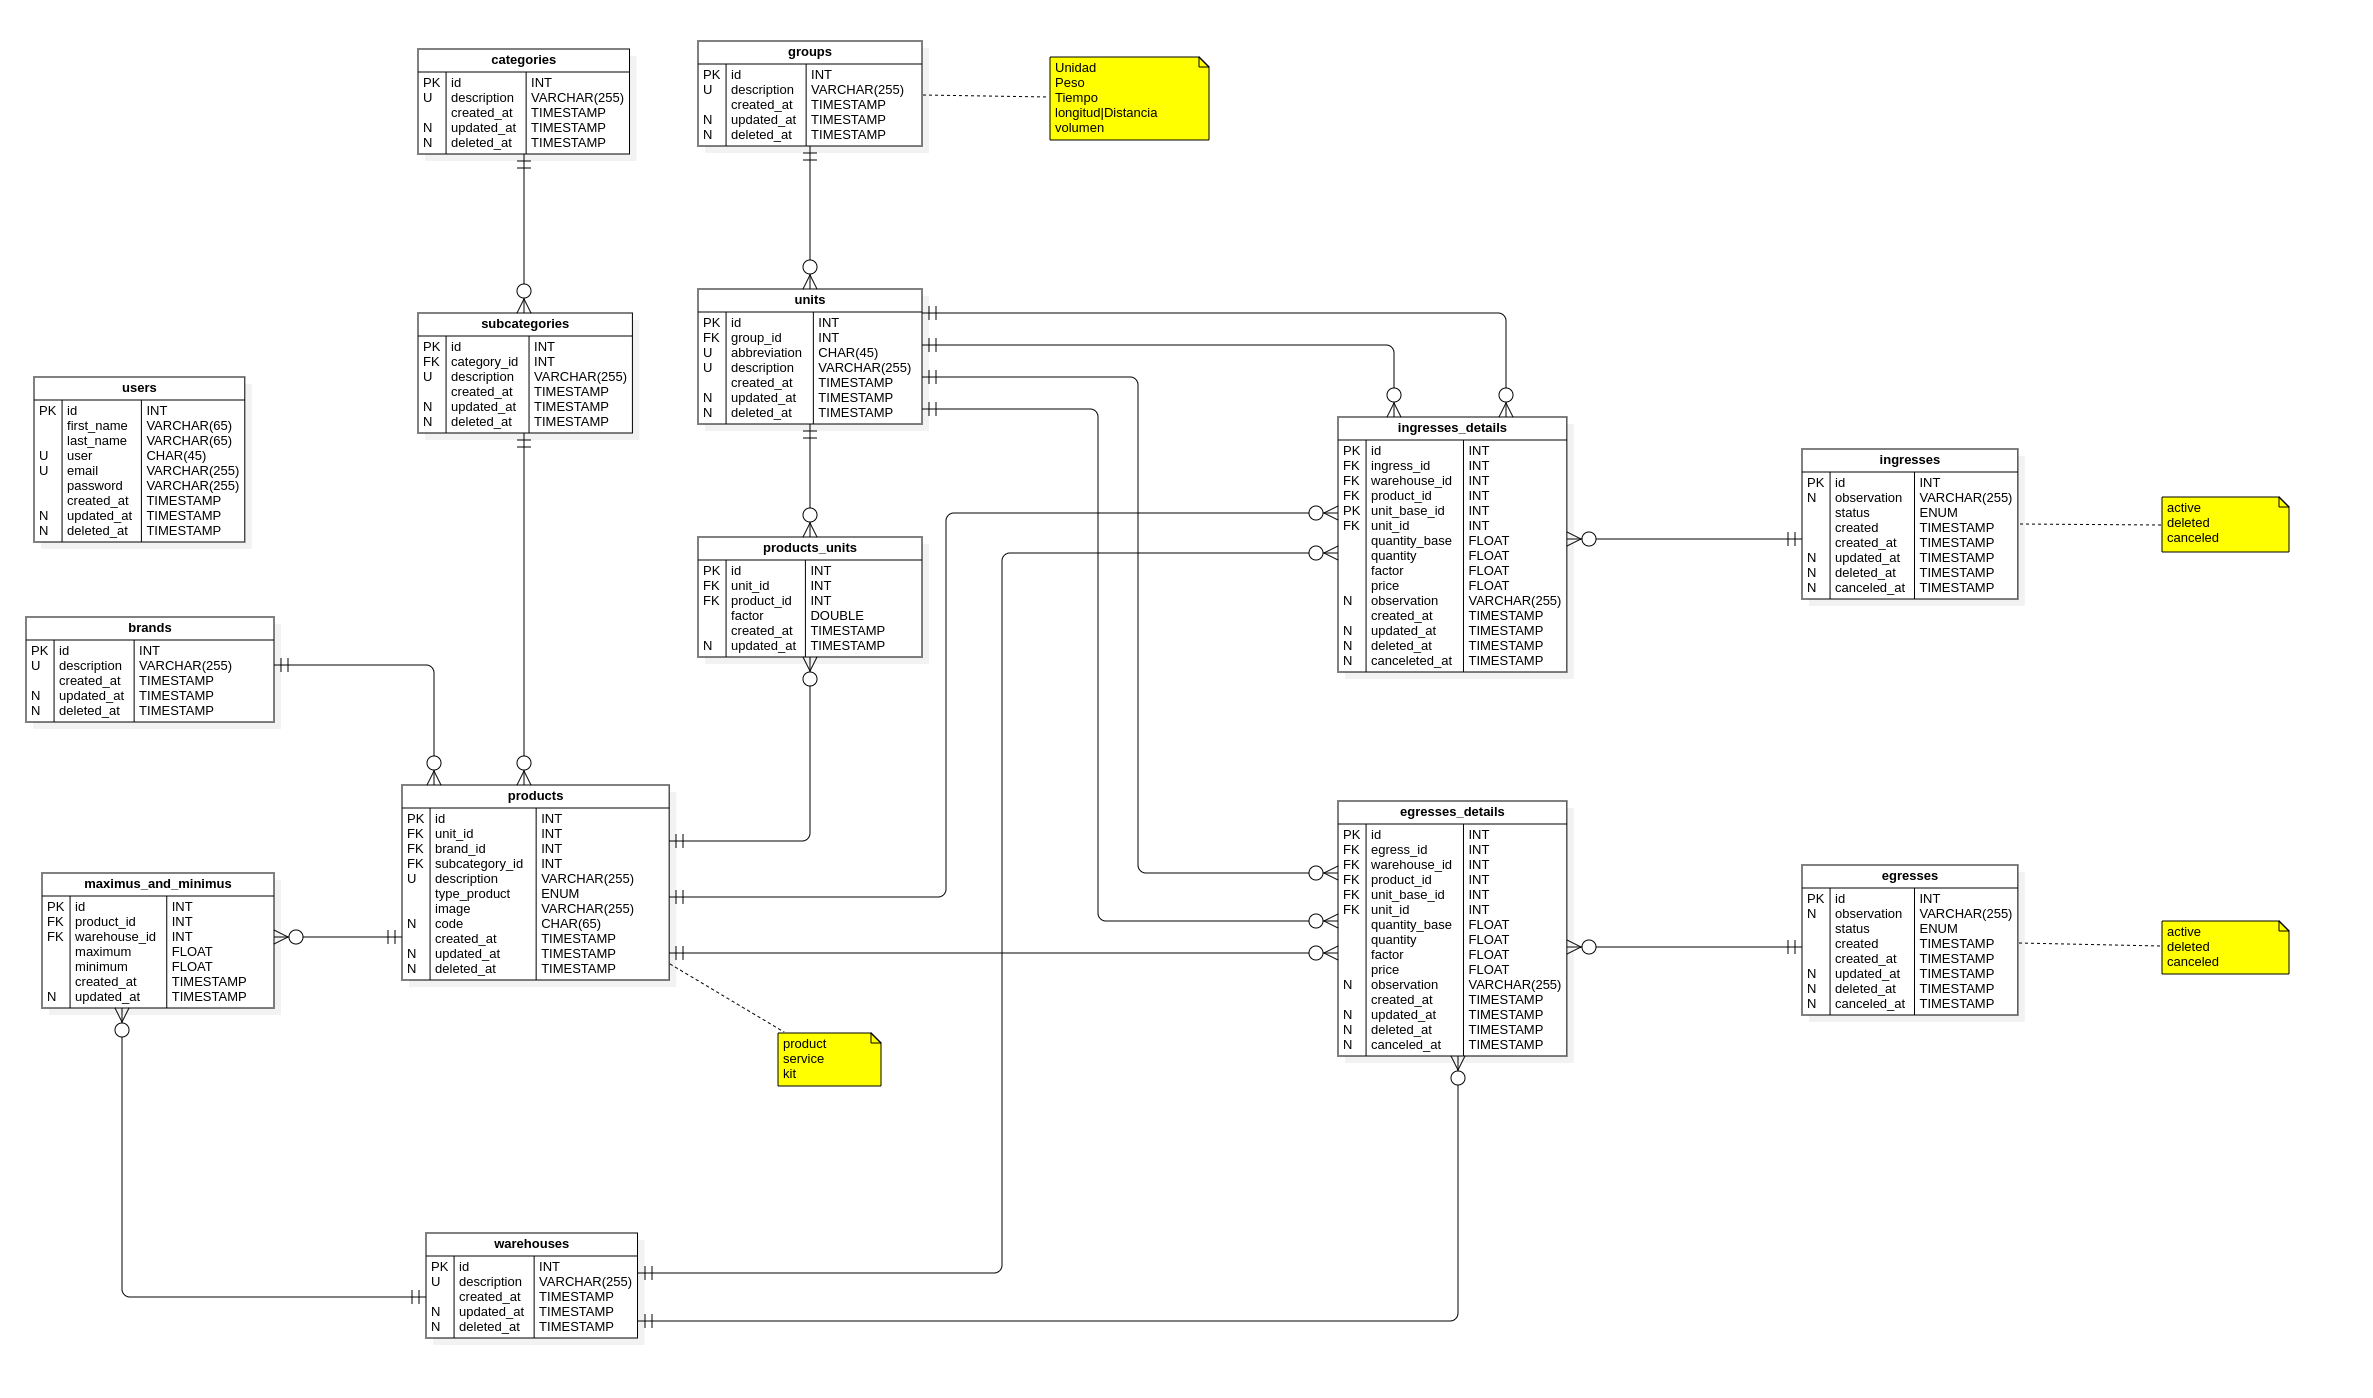 categories
PK id INT
U description VARCHAR(255)
created_at TIMESTAMP
N updated_at TIMESTAMP
N deleted_at TIMESTAMP
groups
PK id INT
U description VARCHAR(255)
created_at TIMESTAMP
N updated_at TIMESTAMP
N deleted_at TIMESTAMP
Unidad
Peso
Tiempo
longitud|Distancia
volumen
subcategories
PK id INT
FK category_id INT
U description VARCHAR(255)
created_at TIMESTAMP
N updated_at TIMESTAMP
N deleted_at TIMESTAMP
units
PK id INT
FK group_id INT
U abbreviation CHAR(45)
U description VARCHAR(255)
created_at TIMESTAMP
N updated_at TIMESTAMP
N deleted_at TIMESTAMP
users
PK id INT
first_name VARCHAR(65)
last_name VARCHAR(65)
U user CHAR(45)
U email VARCHAR(255)
password VARCHAR(255)
created_at TIMESTAMP
N updated_at TIMESTAMP
N deleted_at TIMESTAMP
ingresses_details
PK id INT
FK ingress_id INT
FK warehouse_id INT
FK product_id INT
PK unit_base_id INT
FK unit_id INT
quantity_base FLOAT
quantity FLOAT
factor FLOAT
price FLOAT
N observation VARCHAR(255)
created_at TIMESTAMP
N updated_at TIMESTAMP
N deleted_at TIMESTAMP
N canceleted_at TIMESTAMP
ingresses
PK id INT
N observation VARCHAR(255)
status ENUM
created TIMESTAMP
created_at TIMESTAMP
N updated_at TIMESTAMP
N deleted_at TIMESTAMP
N canceled_at TIMESTAMP
active
deleted
canceled
products_units
PK id INT
FK unit_id INT
FK product_id INT
factor DOUBLE
created_at TIMESTAMP
N updated_at TIMESTAMP
brands
PK id INT
U description VARCHAR(255)
created_at TIMESTAMP
N updated_at TIMESTAMP
N deleted_at TIMESTAMP
products
PK id INT
FK unit_id INT
FK brand_id INT
FK subcategory_id INT
U description VARCHAR(255)
type_product ENUM
image VARCHAR(255)
N code CHAR(65)
created_at TIMESTAMP
N updated_at TIMESTAMP
N deleted_at TIMESTAMP
egresses_details
PK id INT
FK egress_id INT
FK warehouse_id INT
FK product_id INT
FK unit_base_id INT
FK unit_id INT
quantity_base FLOAT
quantity FLOAT
factor FLOAT
price FLOAT
N observation VARCHAR(255)
created_at TIMESTAMP
N updated_at TIMESTAMP
N deleted_at TIMESTAMP
N canceled_at TIMESTAMP
egresses
PK id INT
N observation VARCHAR(255)
status ENUM
created TIMESTAMP
created_at TIMESTAMP
N updated_at TIMESTAMP
N deleted_at TIMESTAMP
N canceled_at TIMESTAMP
active
deleted
canceled
maximus_and_minimus
PK id INT
FK product_id INT
FK warehouse_id INT
maximum FLOAT
minimum FLOAT
created_at TIMESTAMP
N updated_at TIMESTAMP
product
service
kit
warehouses
PK id INT
U description VARCHAR(255)
created_at TIMESTAMP
N updated_at TIMESTAMP
N deleted_at TIMESTAMP